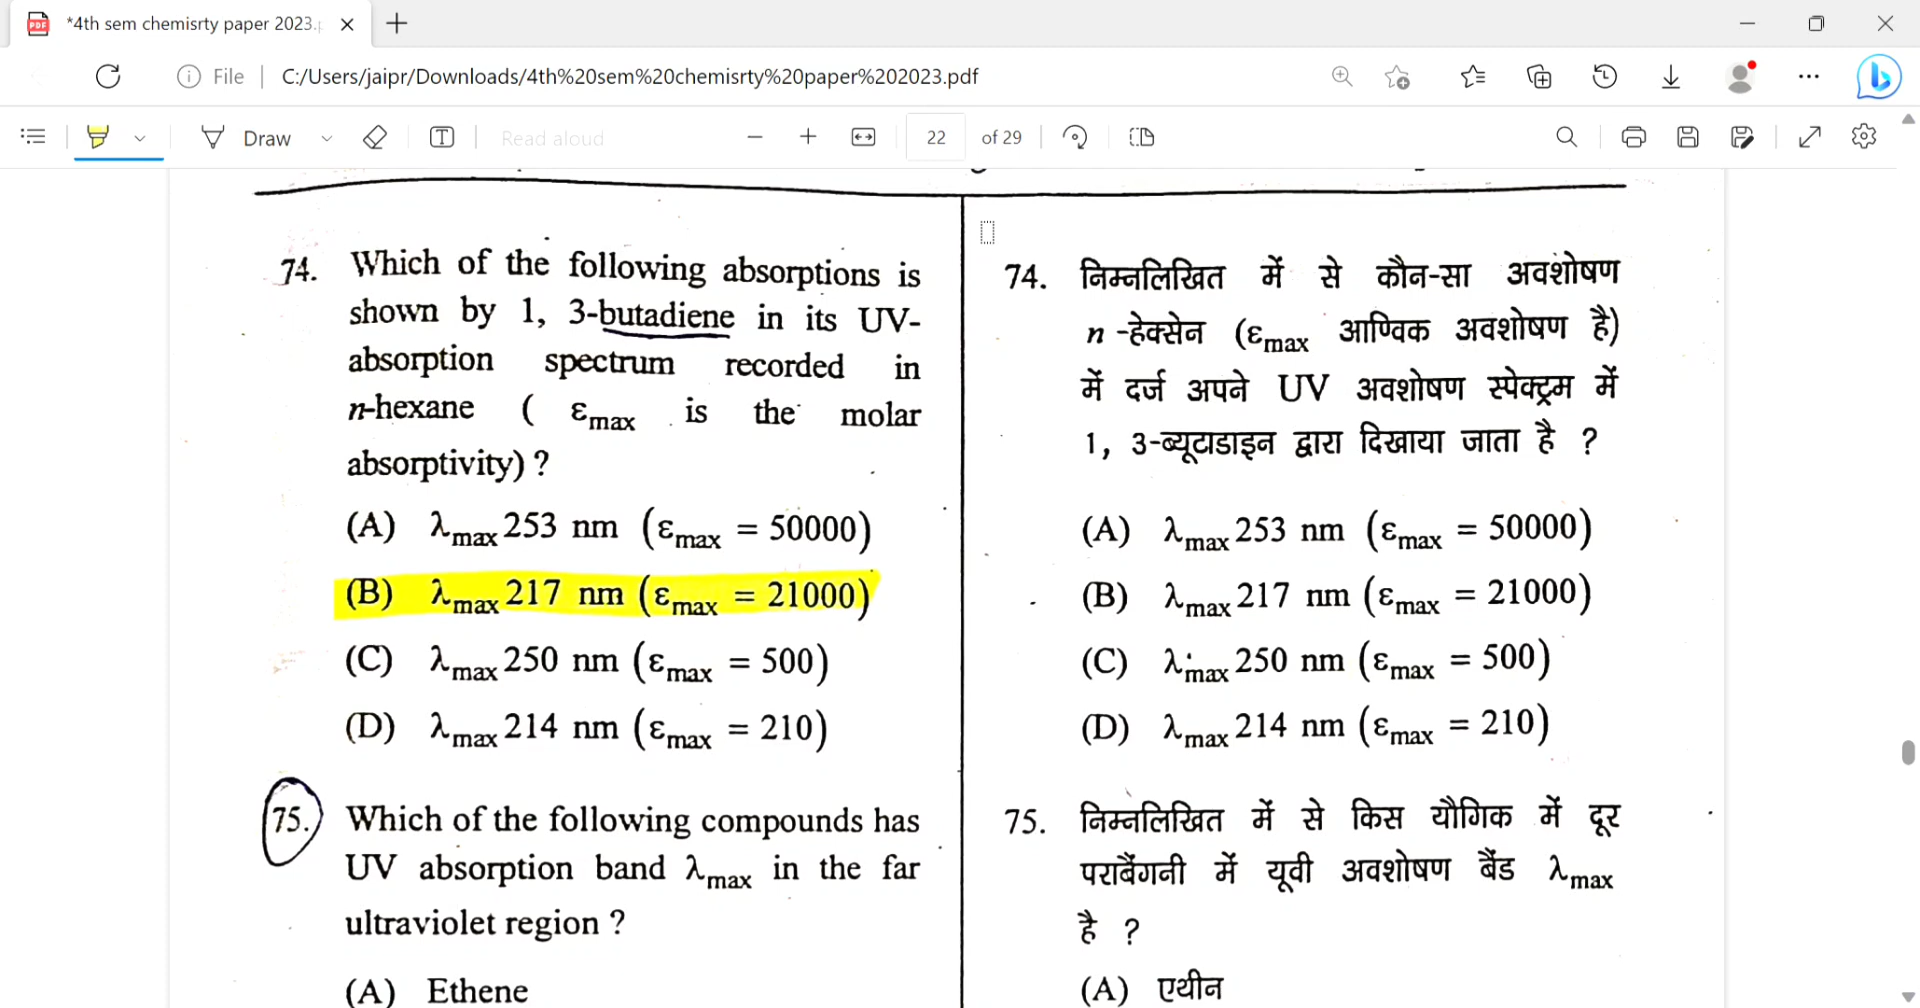 *4th sem chemisrty paper 2023.p
File
C:/Users/jaipr/Downloads/4th%20sem%20chemisrty%20paper%202023.pdf
Draw
Read aloud
22 of 29
74. Which of the following absorptions is
shown by 1, 3-butadiene in its UV-
absorption spectrum recorded in
n-hexane ( εmax is the molar
absorptivity) ?
(A) λmax 253 nm (εmax = 50000)
(B) λmax 217 nm (εmax = 21000)
(C) λmax 250 nm (εmax = 500)
(D) λmax 214 nm (εmax = 210)
75. Which of the following compounds has
UV absorption band λmax in the far
ultraviolet region ?
(A) Ethene
74. निम्नलिखित में से कौन-सा अवशोषण
n -हेक्सेन (εmax आण्विक अवशोषण है)
में दर्ज अपने UV अवशोषण स्पेक्ट्रम में
1, 3-ब्यूटाडाइन द्वारा दिखाया जाता है ?
(A) λmax 253 nm (εmax = 50000)
(B) λmax 217 nm (εmax = 21000)
(C) λmax 250 nm (εmax = 500)
(D) λmax 214 nm (εmax = 210)
75. निम्नलिखित में से किस यौगिक में दूर
पराबैंगनी में यूवी अवशोषण बैंड λmax
है ?
(A) एथीन